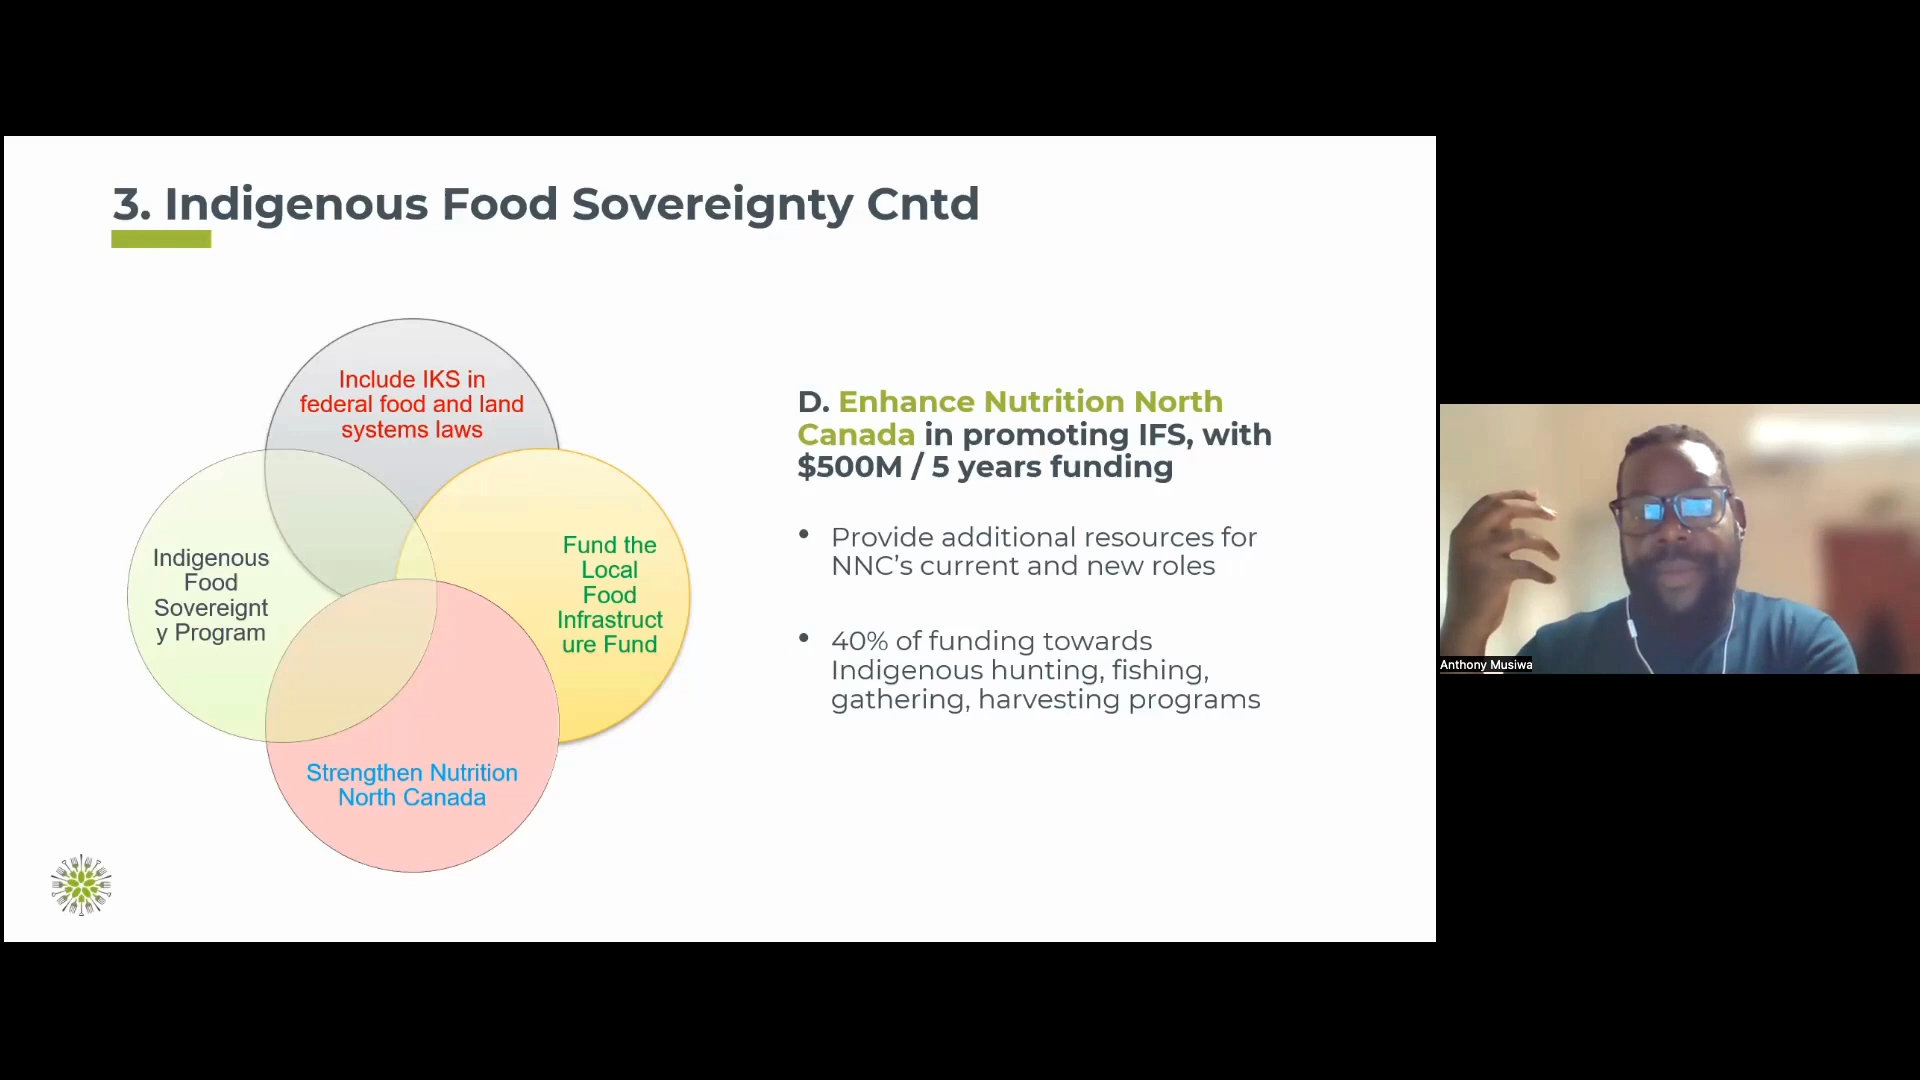 3. Indigenous Food Sovereignty Cntd
Include IKS in
federal food and land
systems laws
Indigenous
Food
Sovereignt
y Program
Fund the
Local
Food
Infrastruct
ure Fund
Strengthen Nutrition
North Canada
D. Enhance Nutrition North
Canada in promoting IFS, with
$500M / 5 years funding
• Provide additional resources for
NNC’s current and new roles
• 40% of funding towards
Indigenous hunting, fishing,
gathering, harvesting programs
Anthony Musiwa